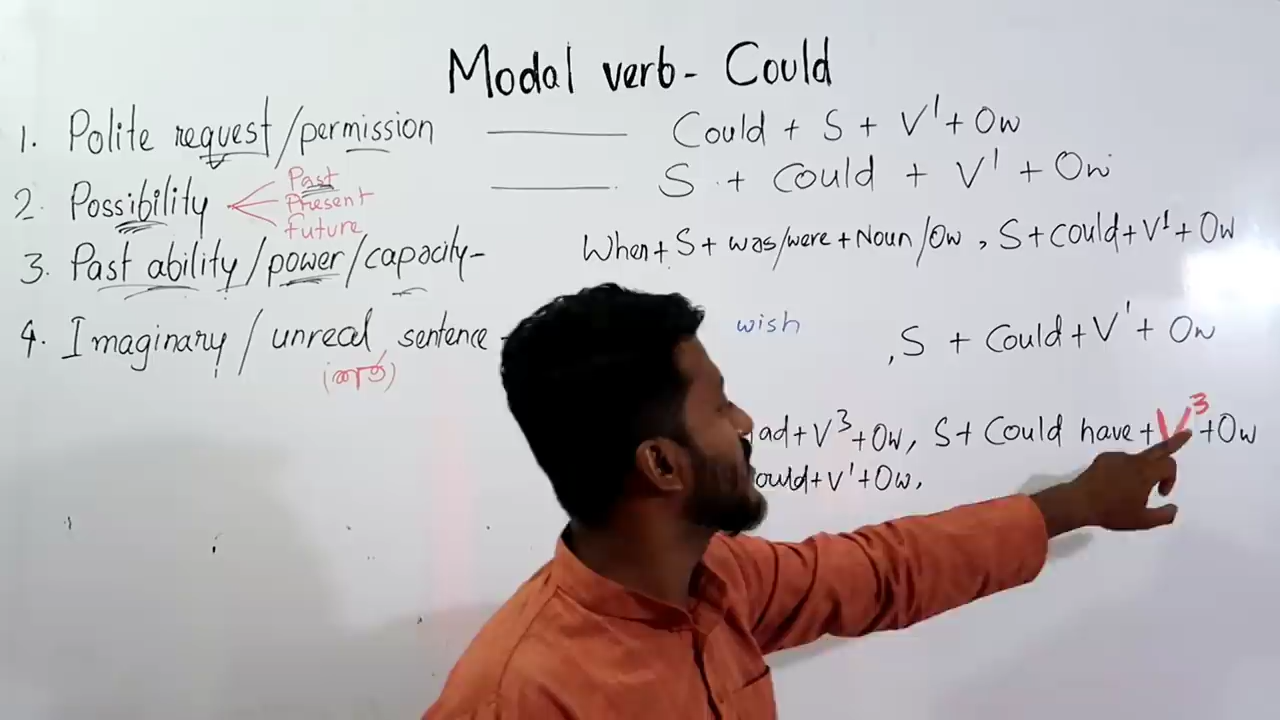 Modal verb - Could
1. Polite request/permission ——— Could + S + V¹ + Ow
2. Possibility ——— S + Could + V¹ + Ow
Past
Present
Future
3. Past ability/power/capacity- When + S + was/were + Noun/Ow, S + could + V¹ + Ow
4. Imaginary / unreal sentence - wish , S + Could + V¹ + Ow
(শর্ত)
ad + V³ + Ow, S + Could have + V³ + Ow
ould + V¹ + Ow,